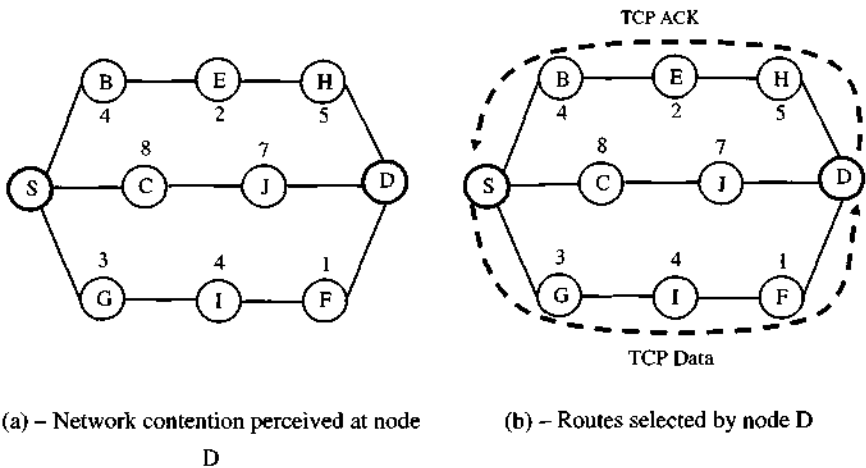 TCP ACK
B
E
H
4
2
5
8
7
S
C
J
D
3
4
1
G
I
F
B
E
H
4
2
5
8
7
S
C
J
D
3
4
1
G
I
F
TCP Data
(a) – Network contention perceived at node
D
(b) – Routes selected by node D